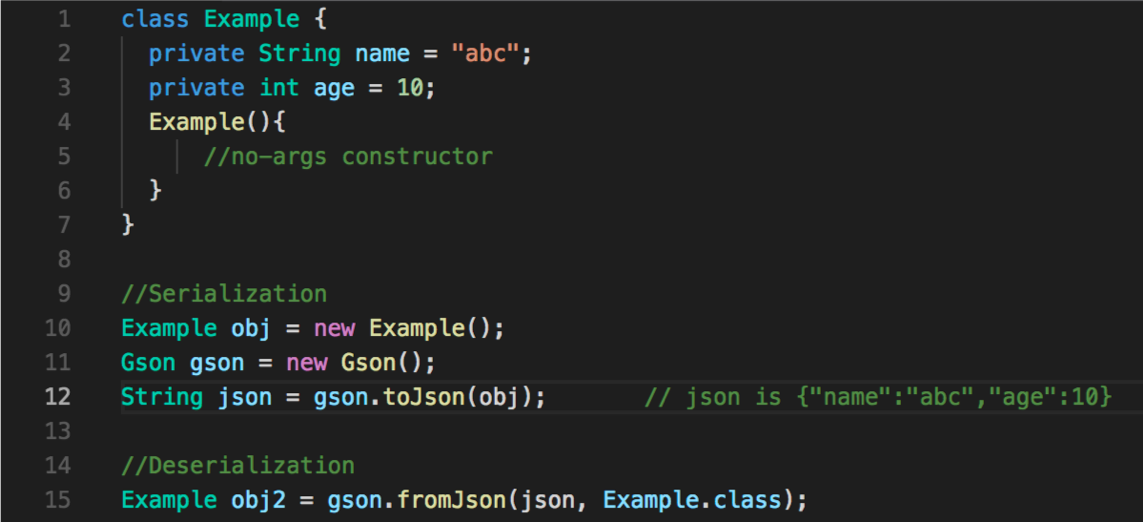 1 class Example {
2 private String name = "abc";
3 private int age = 10;
4 Example(){
5 //no-args constructor
6 }
7 }
8
9 //Serialization
10 Example obj = new Example();
11 Gson gson = new Gson();
12 String json = gson.toJson(obj); // json is {"name":"abc","age":10}
13
14 //Deserialization
15 Example obj2 = gson.fromJson(json, Example.class);